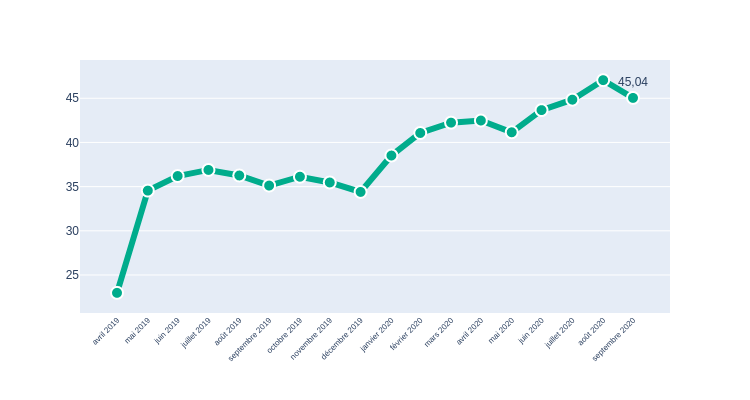 45,04
45
40
35
30
25
avril 2019
mai 2019
juin 2019
juillet 2019
août 2019
septembre 2019
octobre 2019
novembre 2019
décembre 2019
janvier 2020
février 2020
mars 2020
avril 2020
mai 2020
juin 2020
juillet 2020
août 2020
septembre 2020